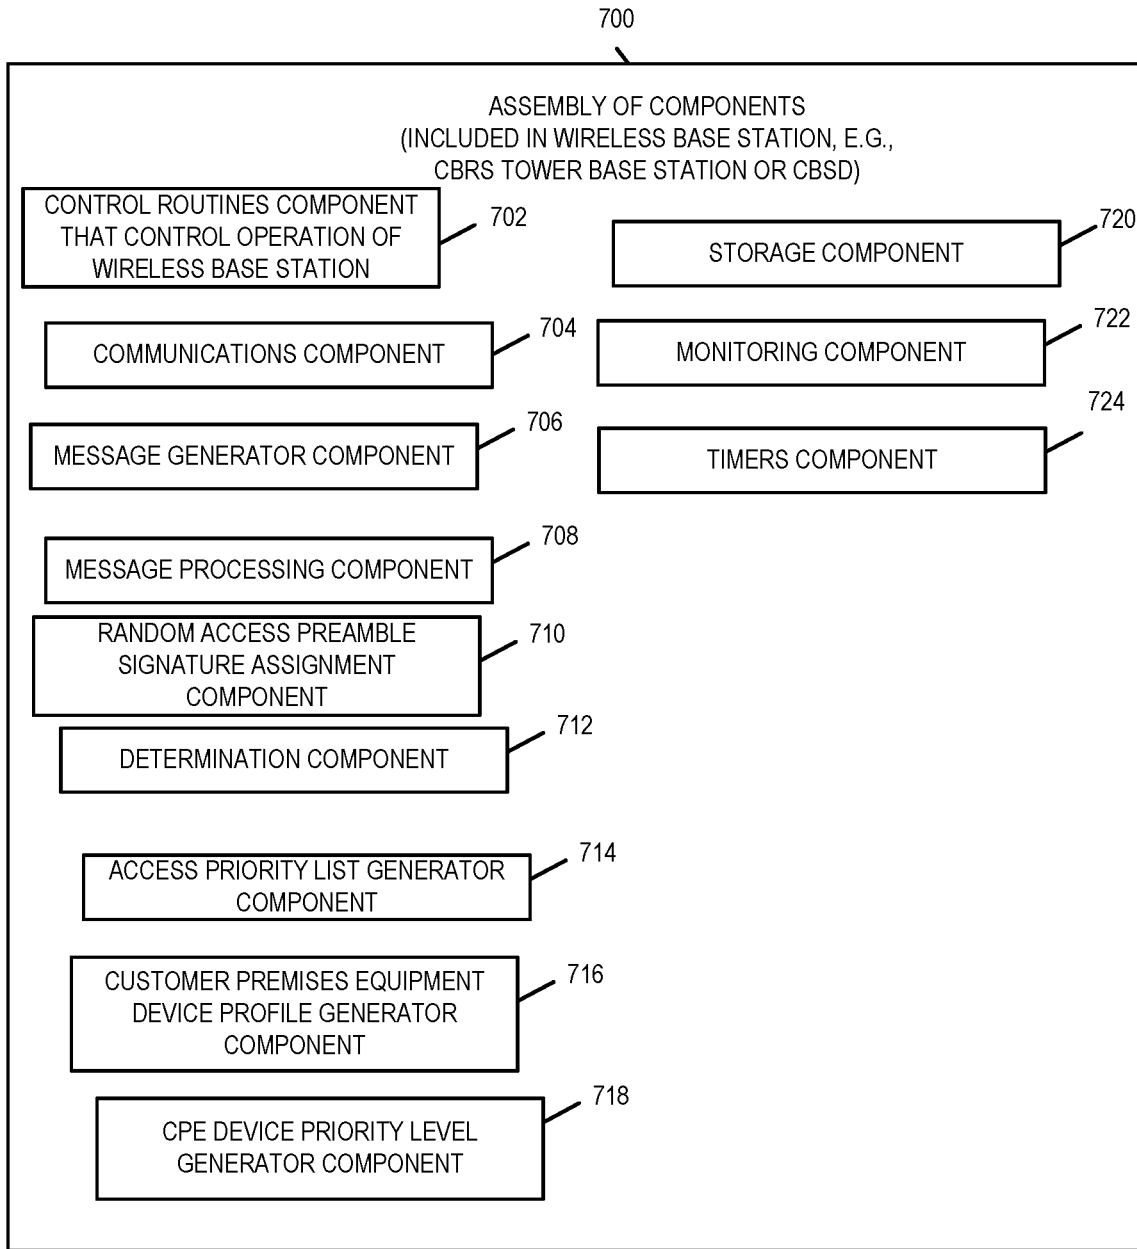 700
ASSEMBLY OF COMPONENTS
(INCLUDED IN WIRELESS BASE STATION, E.G.,
CBRS TOWER BASE STATION OR CBSD)
CONTROL ROUTINES COMPONENT
THAT CONTROL OPERATION OF
WIRELESS BASE STATION
702
COMMUNICATIONS COMPONENT
704
MESSAGE GENERATOR COMPONENT
706
MESSAGE PROCESSING COMPONENT
708
RANDOM ACCESS PREAMBLE
SIGNATURE ASSIGNMENT
COMPONENT
710
DETERMINATION COMPONENT
712
ACCESS PRIORITY LIST GENERATOR
COMPONENT
714
CUSTOMER PREMISES EQUIPMENT
DEVICE PROFILE GENERATOR
COMPONENT
716
CPE DEVICE PRIORITY LEVEL
GENERATOR COMPONENT
718
STORAGE COMPONENT
720
MONITORING COMPONENT
722
TIMERS COMPONENT
724